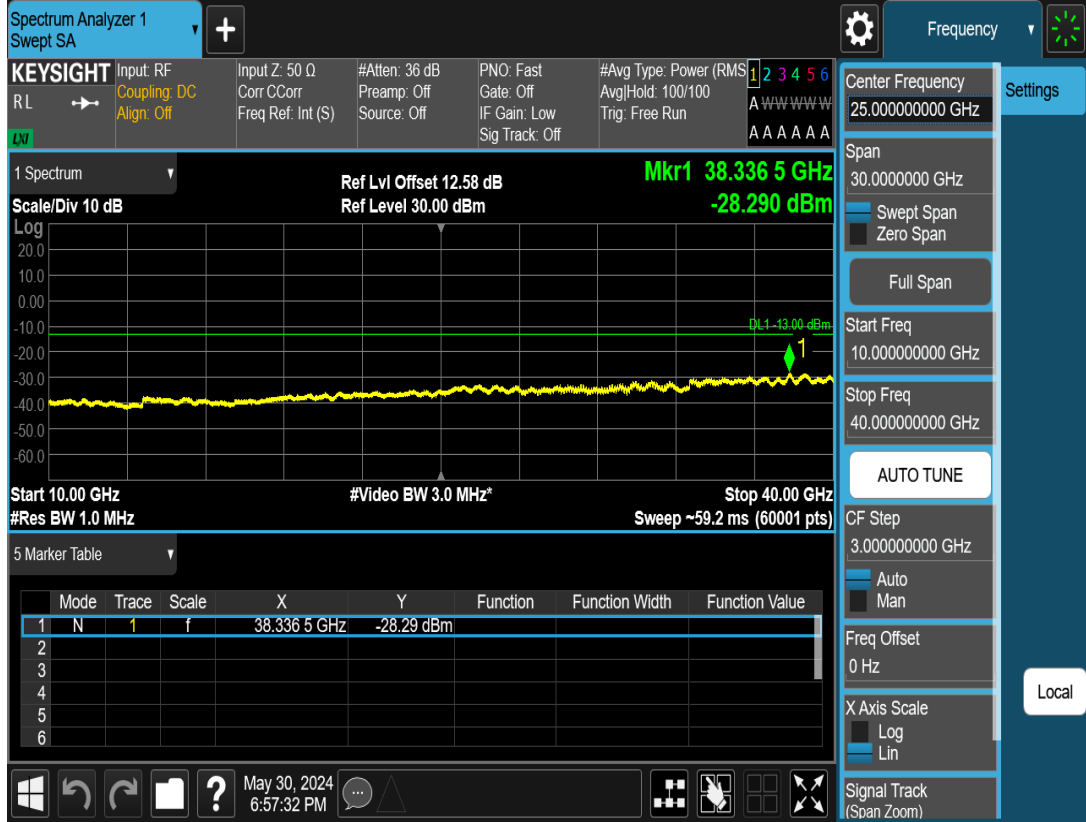 Spectrum Analyzer 1
Swept SA
+
Frequency
KEYSIGHT
RL
LXI
Input: RF
Coupling: DC
Align: Off
Input Z: 50 Ω
Corr CCorr
Freq Ref: Int (S)
#Atten: 36 dB
Preamp: Off
Source: Off
PNO: Fast
Gate: Off
IF Gain: Low
Sig Track: Off
#Avg Type: Power (RMS
Avg|Hold: 100/100
Trig: Free Run
1 2 3 4 5 6
A W W W W W
A A A A A A
1 Spectrum
Scale/Div 10 dB
Ref Lvl Offset 12.58 dB
Ref Level 30.00 dBm
Mkr1 38.336 5 GHz
-28.290 dBm
Log
20.0
10.0
0.00
-10.0
-20.0
-30.0
-40.0
-50.0
-60.0
DL1 -13.00 dBm
1
Start 10.00 GHz
#Video BW 3.0 MHz*
Stop 40.00 GHz
#Res BW 1.0 MHz
Sweep ~59.2 ms (60001 pts)
5 Marker Table
Mode Trace Scale X Y Function Function Width Function Value
1 N 1 f 38.336 5 GHz -28.29 dBm
2
3
4
5
6
May 30, 2024
6:57:32 PM
?
Center Frequency
25.000000000 GHz
Settings
Span
30.0000000 GHz
Swept Span
Zero Span
Full Span
Start Freq
10.000000000 GHz
Stop Freq
40.000000000 GHz
AUTO TUNE
CF Step
3.000000000 GHz
Auto
Man
Freq Offset
0 Hz
Local
X Axis Scale
Log
Lin
Signal Track
(Span Zoom)